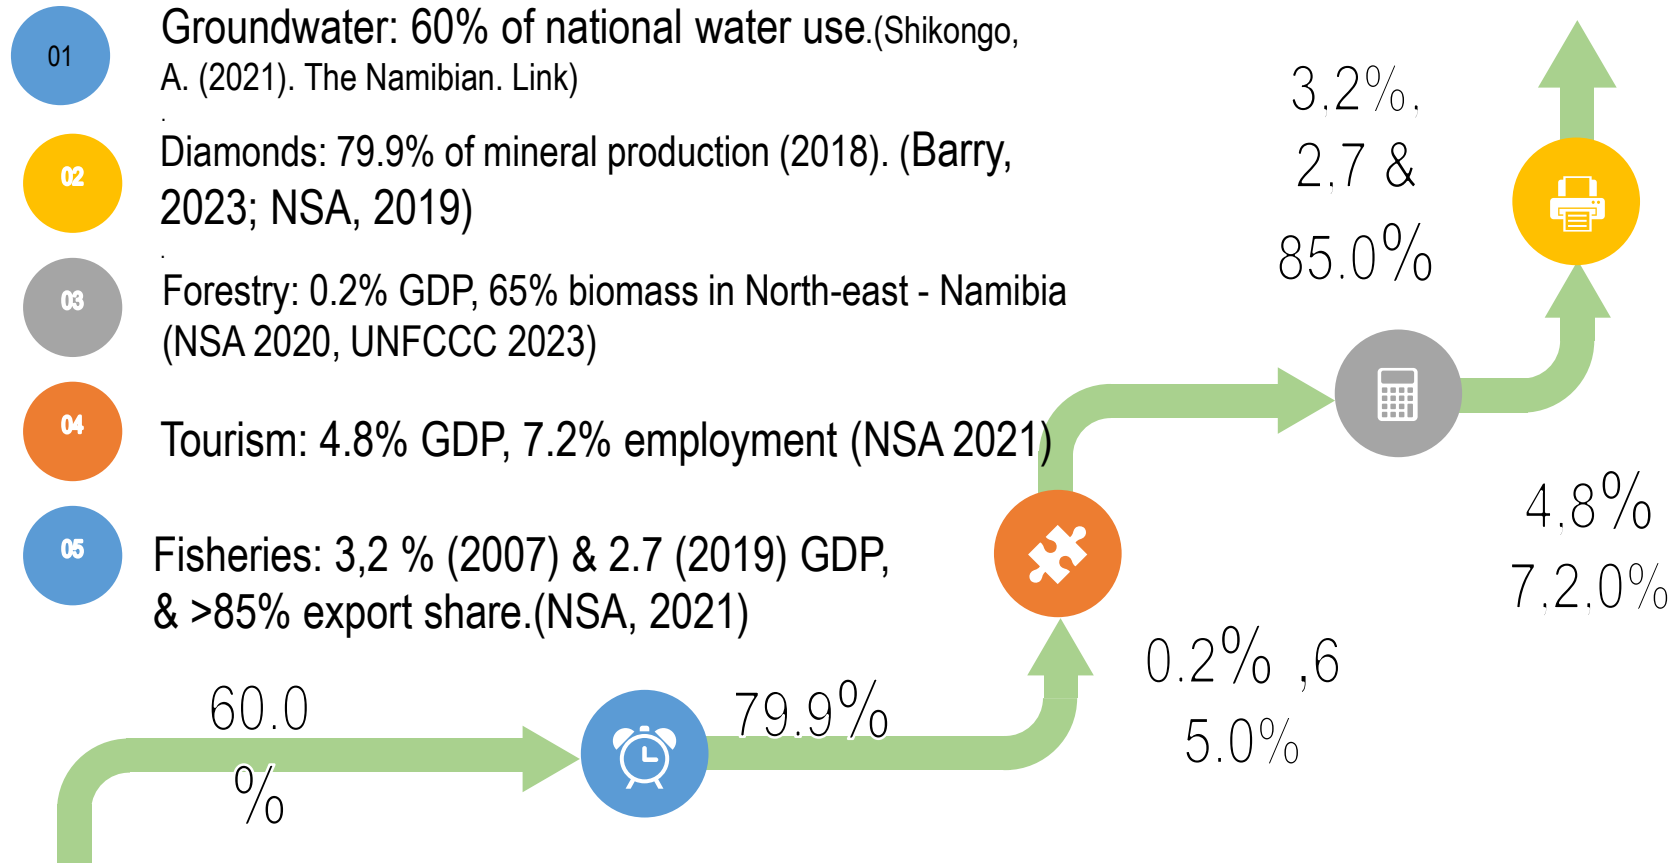 01
Groundwater: 60% of national water use.(Shikongo,
A. (2021). The Namibian. Link)
.
02
Diamonds: 79.9% of mineral production (2018). (Barry,
2023; NSA, 2019)
.
03
Forestry: 0.2% GDP, 65% biomass in North-east - Namibia
(NSA 2020, UNFCCC 2023)
04
Tourism: 4.8% GDP, 7.2% employment (NSA 2021)
05
Fisheries: 3,2 % (2007) & 2.7 (2019) GDP,
& >85% export share.(NSA, 2021)
60.0
%
79.9%
0.2% ,6
5.0%
4.8%
7.2.0%
3,2%,
2,7 &
85.0%